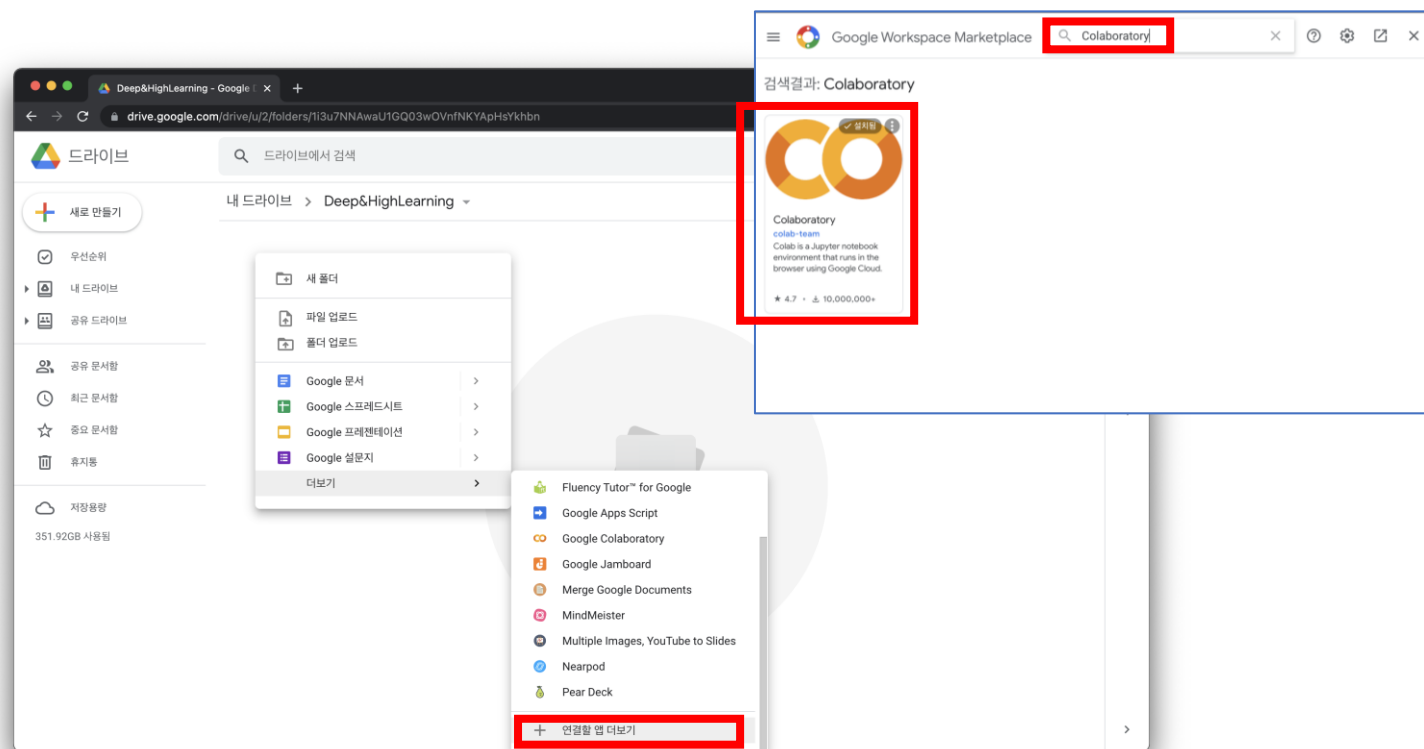 Google Workspace Marketplace
Colaboratory
검색결과: Colaboratory
설치됨
Colaboratory
colab-team
Colab is a Jupyter notebook
environment that runs in the
browser using Google Cloud.
★ 4.7 • 10,000,000+
Deep&HighLearning - Google
drive.google.com/drive/u/2/folders/1i3u7NNAwaU1GQ03wOVnfNKYApHsYkhbn
드라이브
드라이브에서 검색
새로 만들기
내 드라이브 > Deep&HighLearning
우선순위
내 드라이브
공유 드라이브
공유 문서함
최근 문서함
중요 문서함
휴지통
저장용량
351.92GB 사용됨
새 폴더
파일 업로드
폴더 업로드
Google 문서
Google 스프레드시트
Google 프레젠테이션
Google 설문지
더보기
Fluency Tutor™ for Google
Google Apps Script
Google Colaboratory
Google Jamboard
Merge Google Documents
MindMeister
Multiple Images, YouTube to Slides
Nearpod
Pear Deck
연결할 앱 더보기